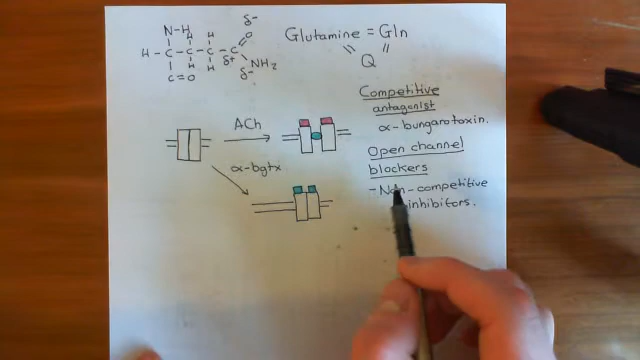 N-H
δ-
H
H
H
O
H-C-C-C-C
δ+
NH2
H
H
δ-
C=O
Glutamine = Gln
Q
Competitive
antagonist
α-bungarotoxin.
ACh
α-bgtx
Open channel
blockers
-Non-competitive
inhibitors.